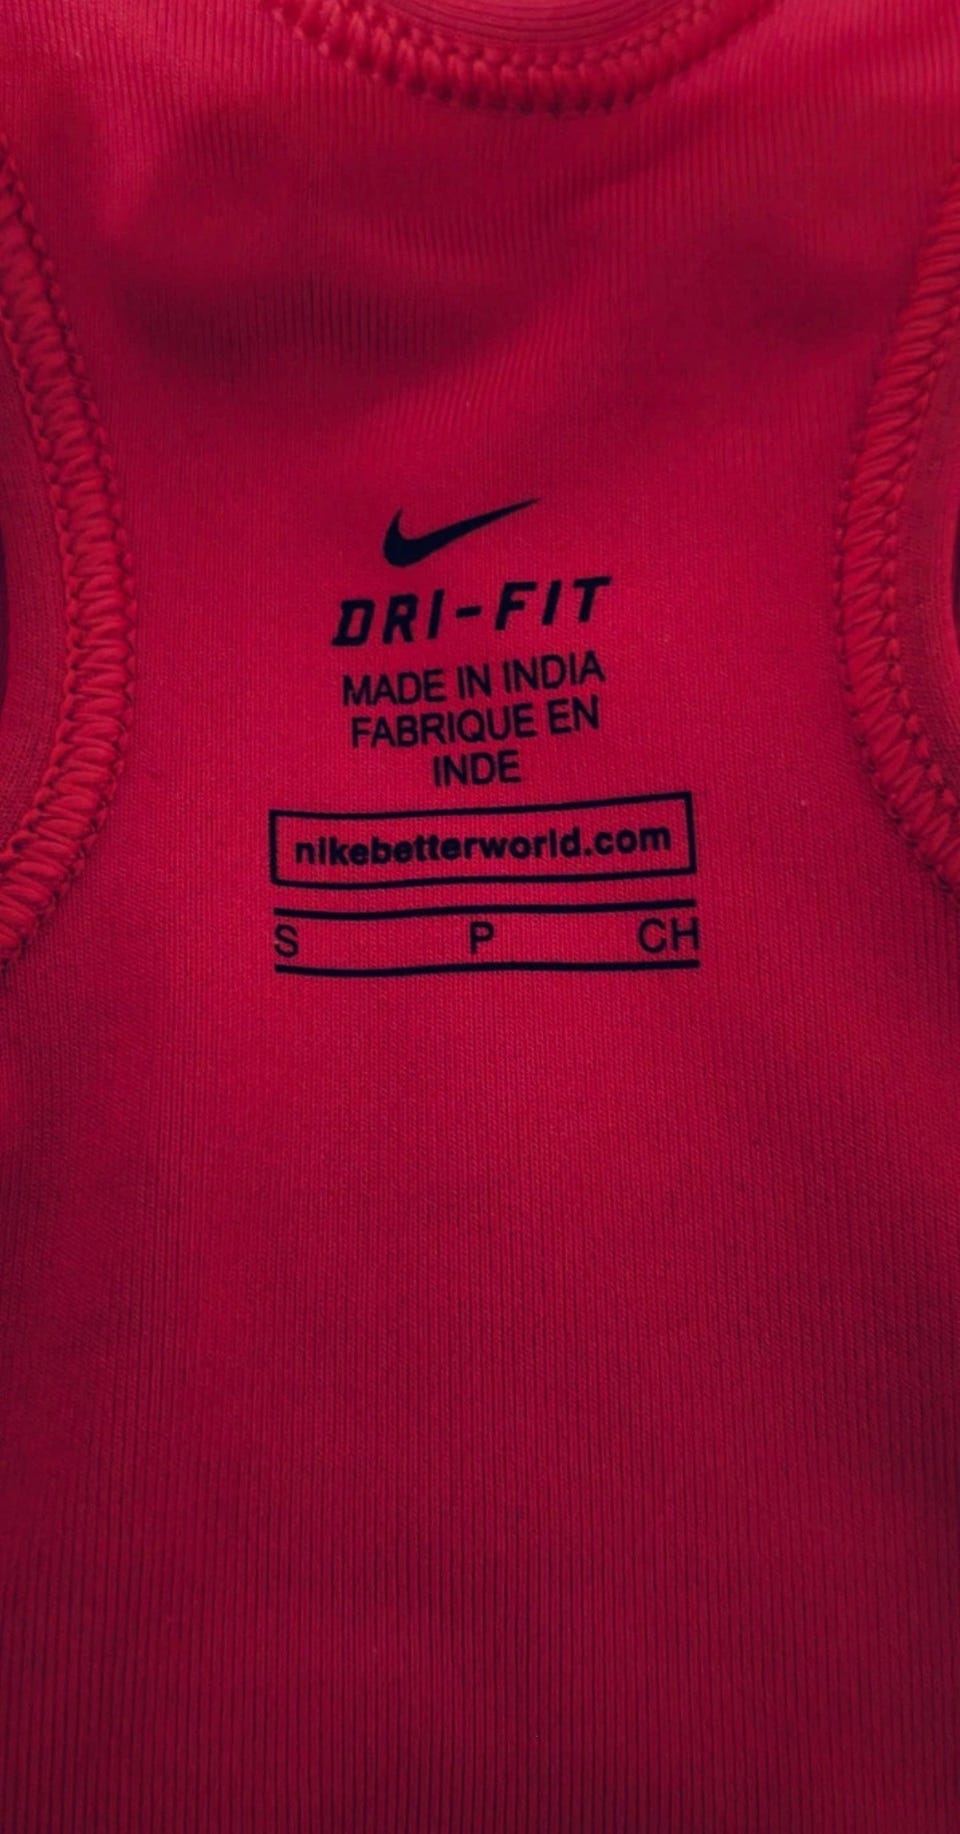 DRI-FIT
MADE IN INDIA
FABRIQUE EN
INDE
nikebetterworld.com
S P CH